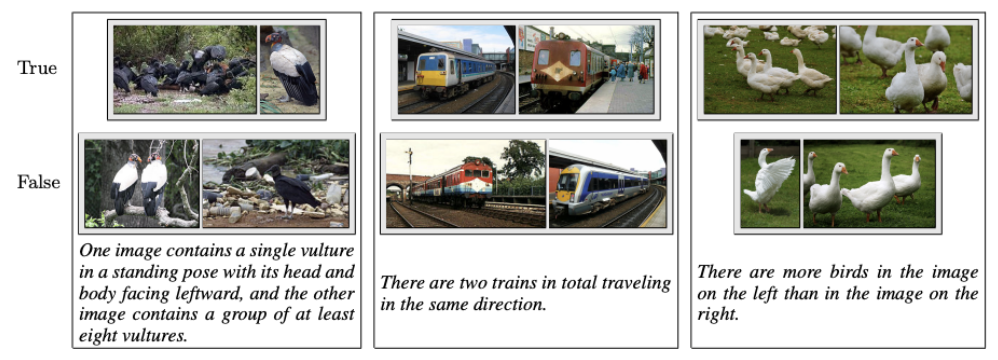 True
False
One image contains a single vulture
in a standing pose with its head and
body facing leftward, and the other
image contains a group of at least
eight vultures.
There are two trains in total traveling
in the same direction.
There are more birds in the image
on the left than in the image on the
right.